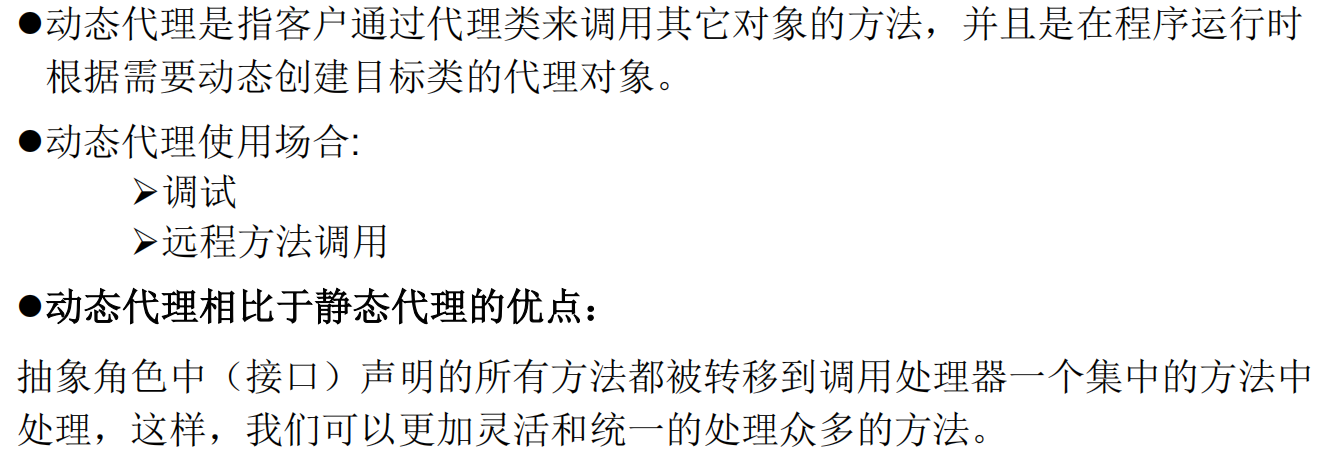 ●动态代理是指客户通过代理类来调用其它对象的方法，并且是在程序运行时
根据需要动态创建目标类的代理对象。
●动态代理使用场合:
➢调试
➢远程方法调用
●动态代理相比于静态代理的优点：
抽象角色中（接口）声明的所有方法都被转移到调用处理器一个集中的方法中
处理，这样，我们可以更加灵活和统一的处理众多的方法。